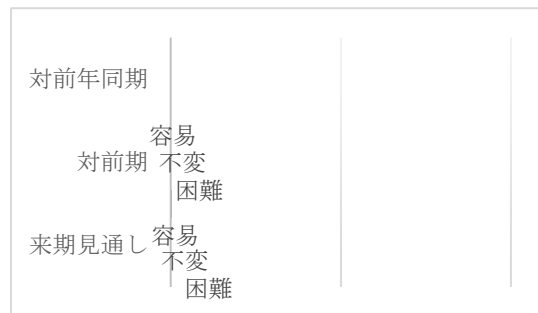 対前年同期
容易
対前期 不変
困難
来期見通し 容易
不変
困難